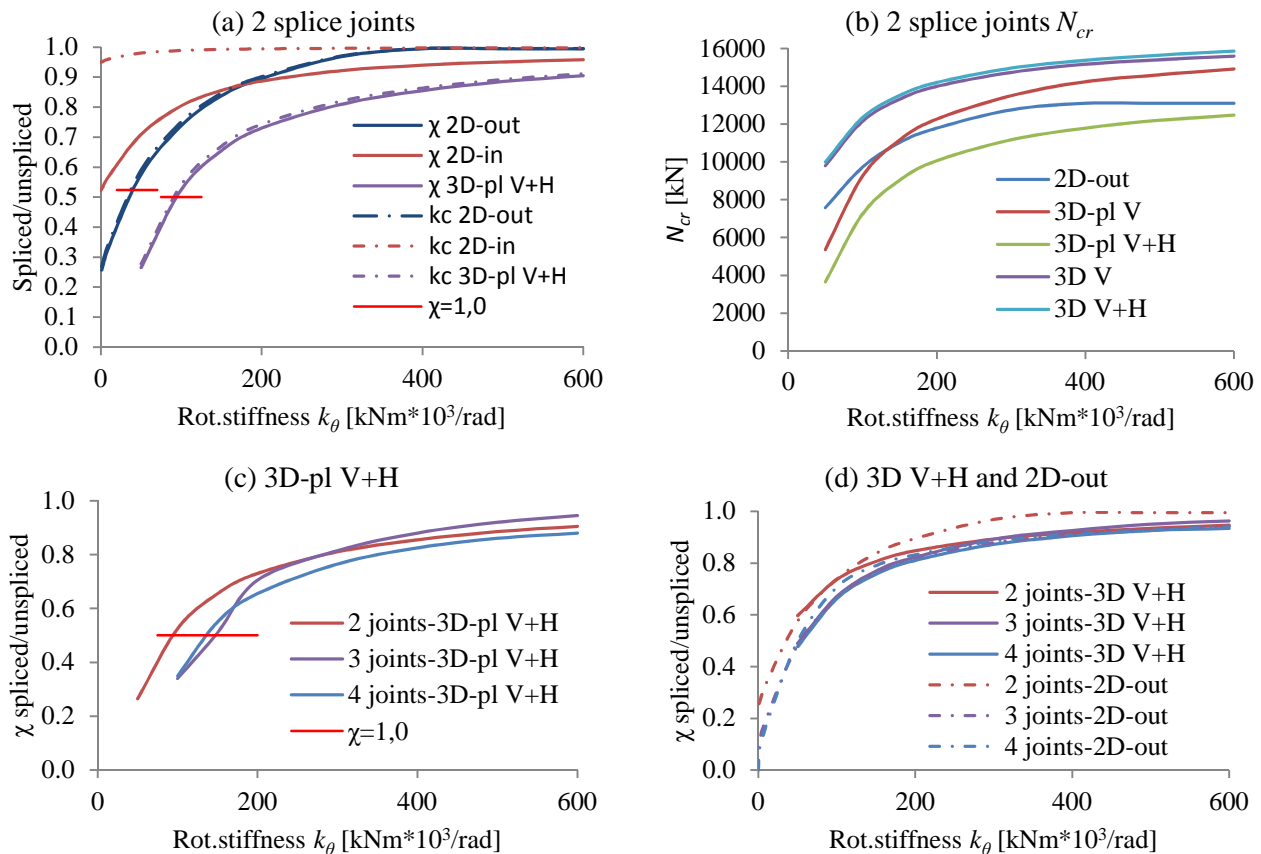 (a) 2 splice joints
Spliced/unspliced
1.0
0.9
0.8
0.7
0.6
0.5
0.4
0.3
0.2
0.1
0.0
χ 2D-out
χ 2D-in
χ 3D-pl V+H
kc 2D-out
kc 2D-in
kc 3D-pl V+H
χ=1,0
0
200
400
600
Rot.stiffness kθ [kNm*10³/rad]
(b) 2 splice joints Ncr
Ncr [kN]
16000
14000
12000
10000
8000
6000
4000
2000
0
2D-out
3D-pl V
3D-pl V+H
3D V
3D V+H
0
200
400
600
Rot.stiffness kθ [kNm*10³/rad]
(c) 3D-pl V+H
χ spliced/unspliced
1.0
0.8
0.6
0.4
0.2
0.0
2 joints-3D-pl V+H
3 joints-3D-pl V+H
4 joints-3D-pl V+H
χ=1,0
0
200
400
600
Rot.stiffness kθ [kNm*10³/rad]
(d) 3D V+H and 2D-out
χ spliced/unspliced
1.0
0.8
0.6
0.4
0.2
0.0
2 joints-3D V+H
3 joints-3D V+H
4 joints-3D V+H
2 joints-2D-out
3 joints-2D-out
4 joints-2D-out
0
200
400
600
Rot.stiffness kθ [kNm*10³/rad]